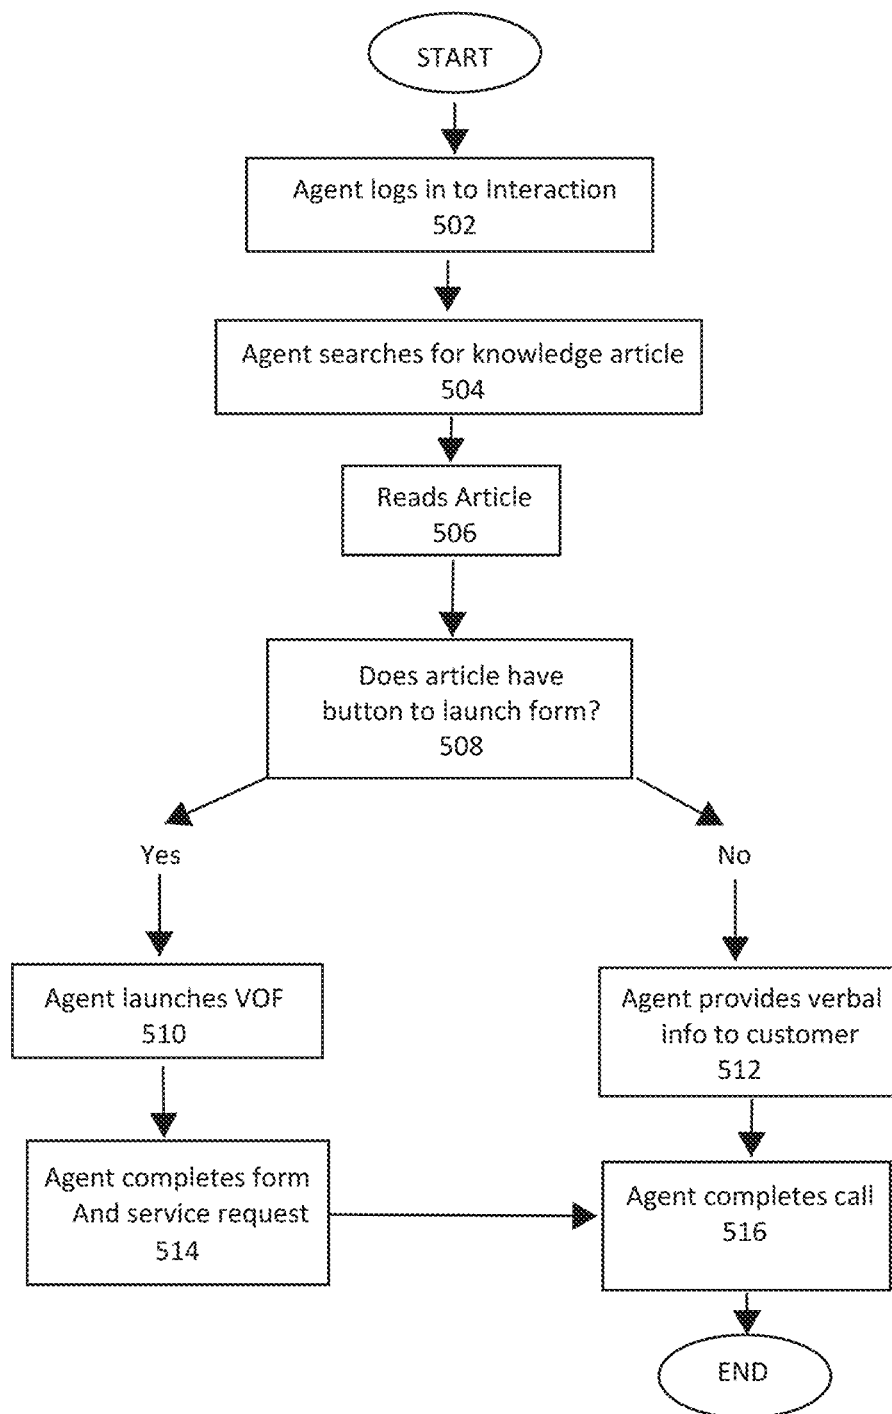 START
Agent logs in to Interaction
502
Agent searches for knowledge article
504
Reads Article
506
Does article have
button to launch form?
508
Yes
No
Agent launches VOF
510
Agent provides verbal
info to customer
512
Agent completes form
And service request
514
Agent completes call
516
END